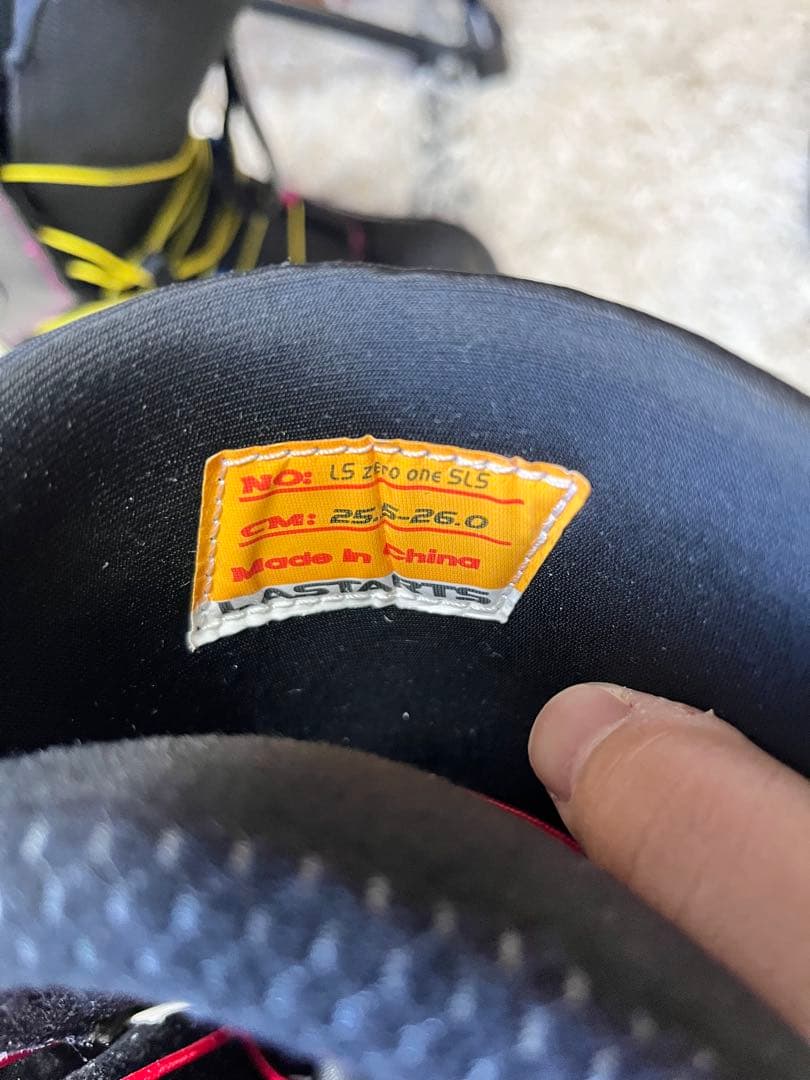 NO: LS zEro onE SLS
CM: 25.5-26.0
Made In China
LASTARTS